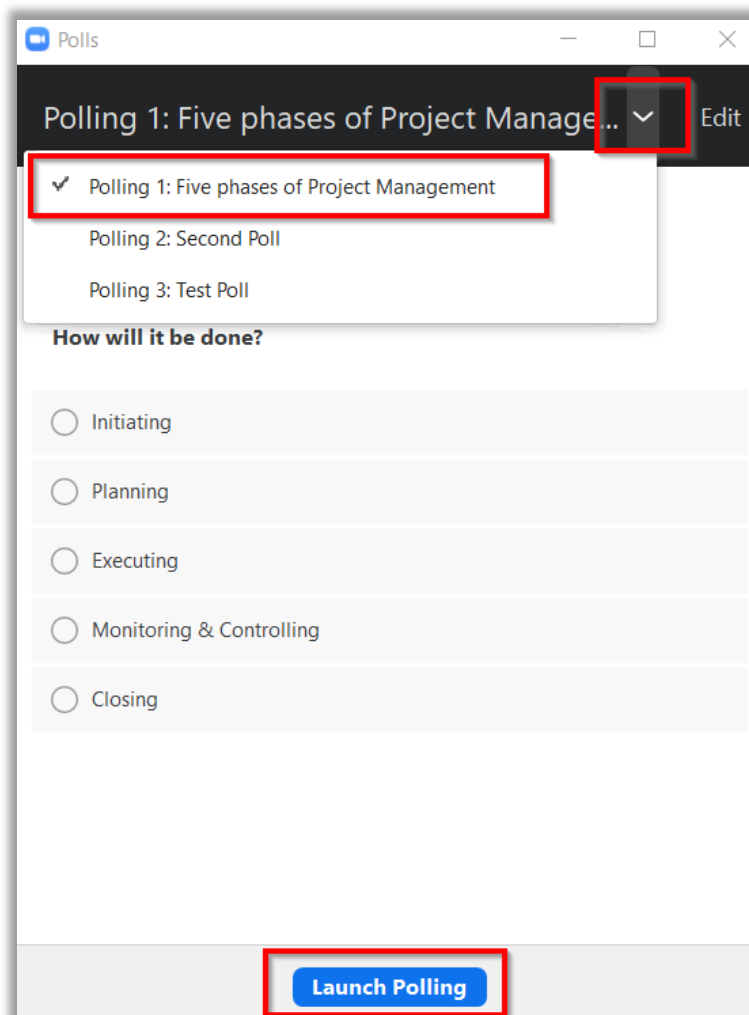 Polls
Polling 1: Five phases of Project Manage...
Edit
Polling 1: Five phases of Project Management
Polling 2: Second Poll
Polling 3: Test Poll
How will it be done?
Initiating
Planning
Executing
Monitoring & Controlling
Closing
Launch Polling